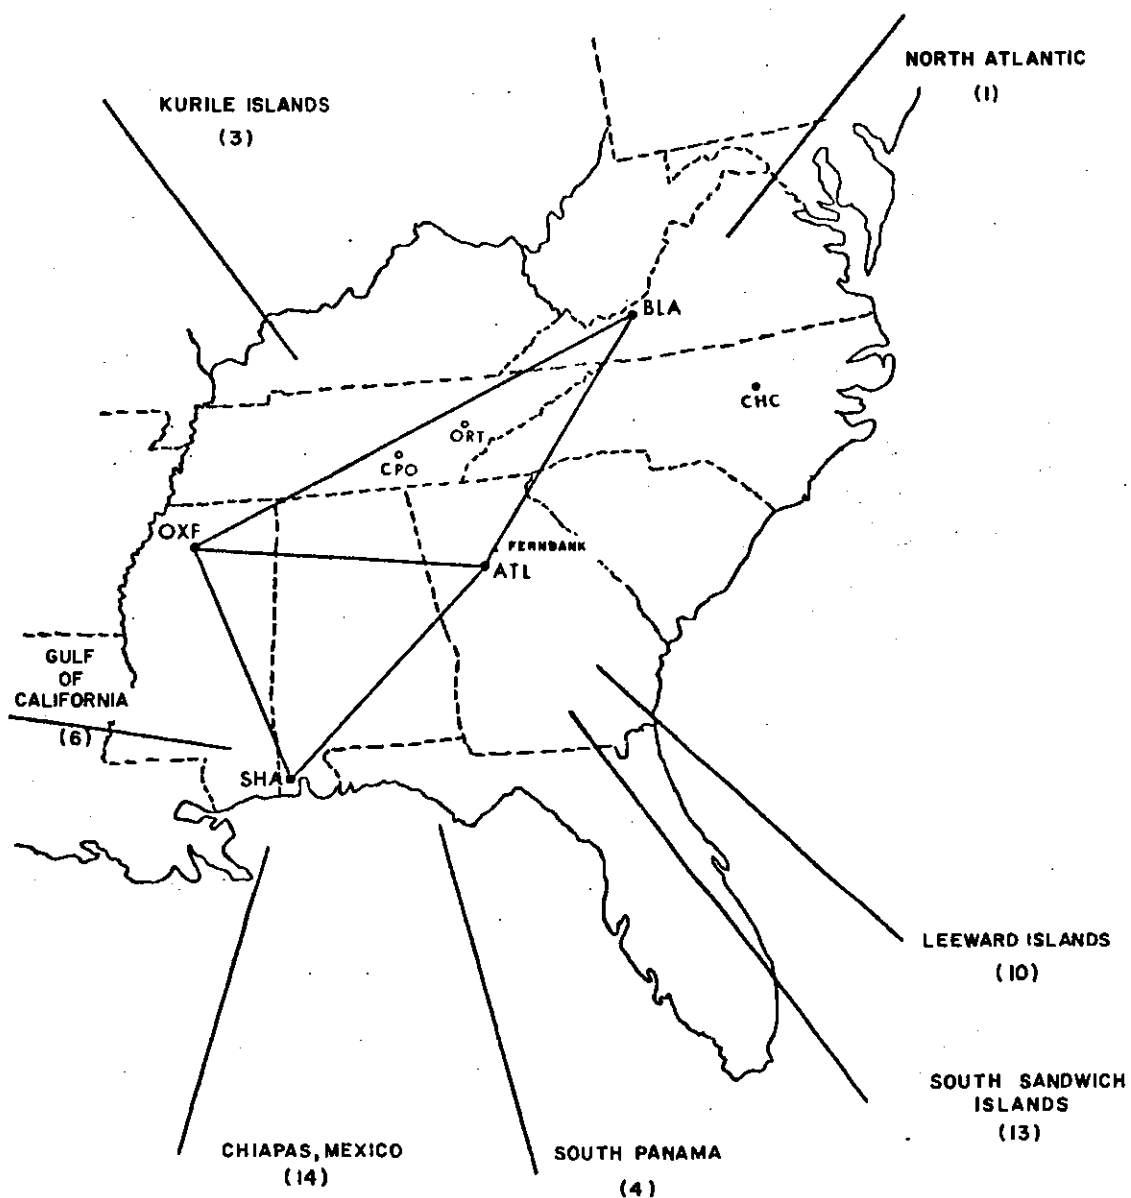 NORTH ATLANTIC
(1)
KURILE ISLANDS
(3)
BLA
CHC
ORT
CPO
OXF
FERNBANK
ATL
GULF
OF
CALIFORNIA
(6)
SHA
LEEWARD ISLANDS
(10)
SOUTH SANDWICH
ISLANDS
(13)
CHIAPAS, MEXICO
(14)
SOUTH PANAMA
(4)